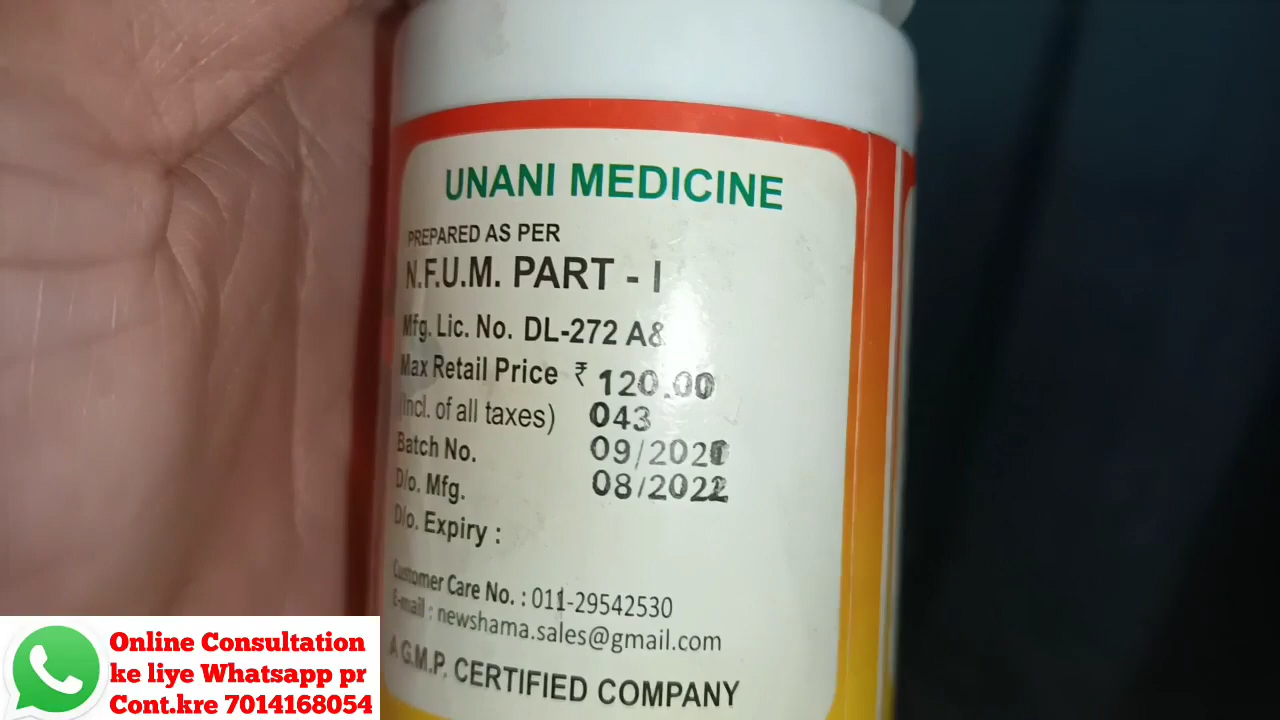 UNANI MEDICINE
PREPARED AS PER
N.F.U.M. PART - I
Mfg. Lic. No. DL-272 A&
Max Retail Price ₹ 120.00
(incl. of all taxes) 043
Batch No. 09/2021
D/o. Mfg. 08/2022
D/o. Expiry :
Customer Care No. : 011-29542530
E-mail : newshama.sales@gmail.com
A G.M.P. CERTIFIED COMPANY
Online Consultation
ke liye Whatsapp pr
Cont.kre 7014168054